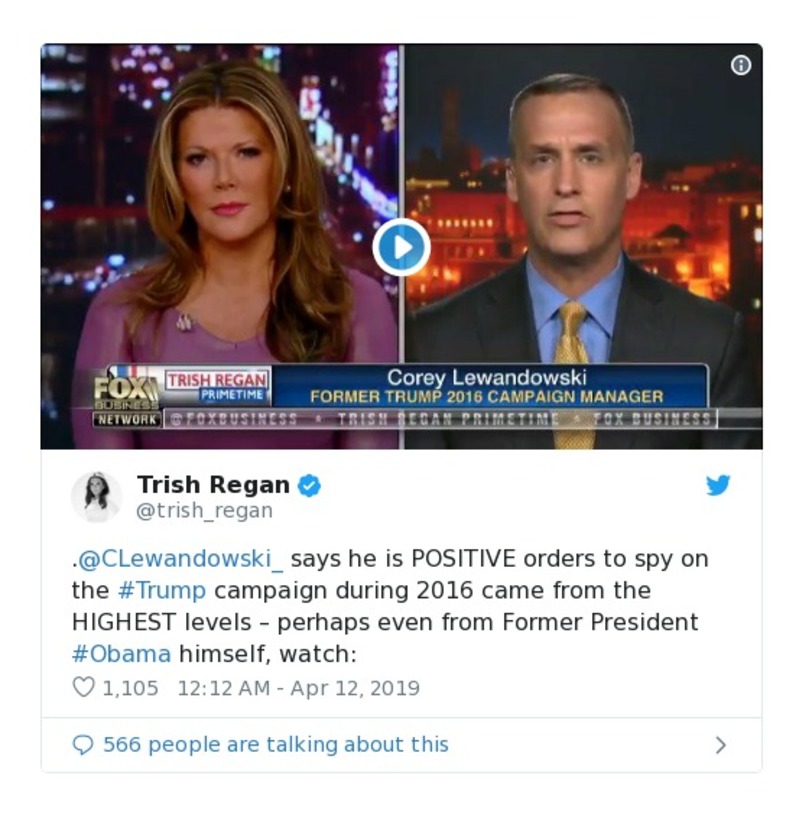 Corey Lewandowski
FORMER TRUMP 2016 CAMPAIGN MANAGER
FOX
BUSINESS
NETWORK
TRISH REGAN
PRIMETIME
@FOXBUSINESS • TRISH REGAN PRIMETIME • FOX BUSINESS
Trish Regan
@trish_regan
.@CLewandowski_ says he is POSITIVE orders to spy on
the #Trump campaign during 2016 came from the
HIGHEST levels – perhaps even from Former President
#Obama himself, watch:
1,105 12:12 AM - Apr 12, 2019
566 people are talking about this